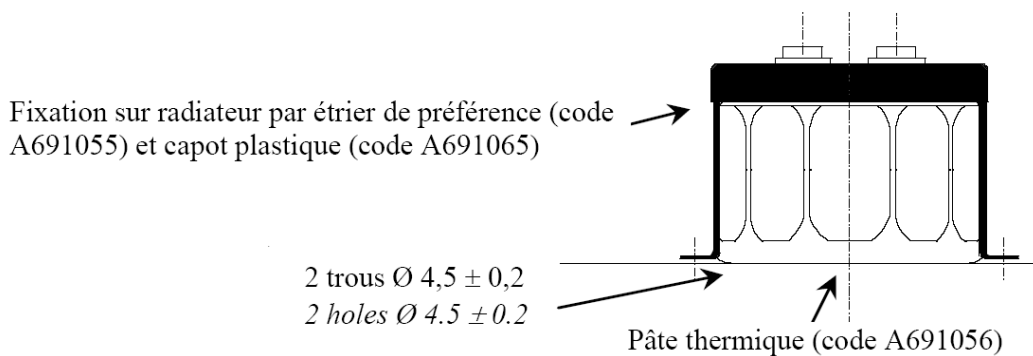 Fixation sur radiateur par étrier de préférence (code
A691055) et capot plastique (code A691065)
2 trous Ø 4,5 ± 0,2
2 holes Ø 4.5 ± 0.2
Pâte thermique (code A691056)